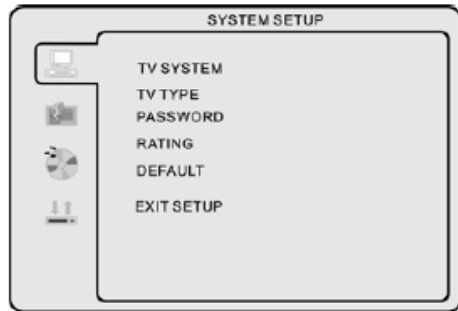 SYSTEM SETUP
TV SYSTEM
TV TYPE
PASSWORD
RATING
DEFAULT
EXIT SETUP